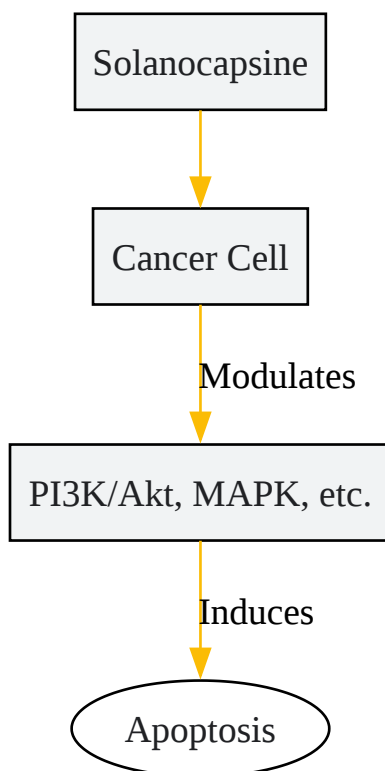 Solanocapsine
Cancer Cell
Modulates
PI3K/Akt, MAPK, etc.
Induces
Apoptosis